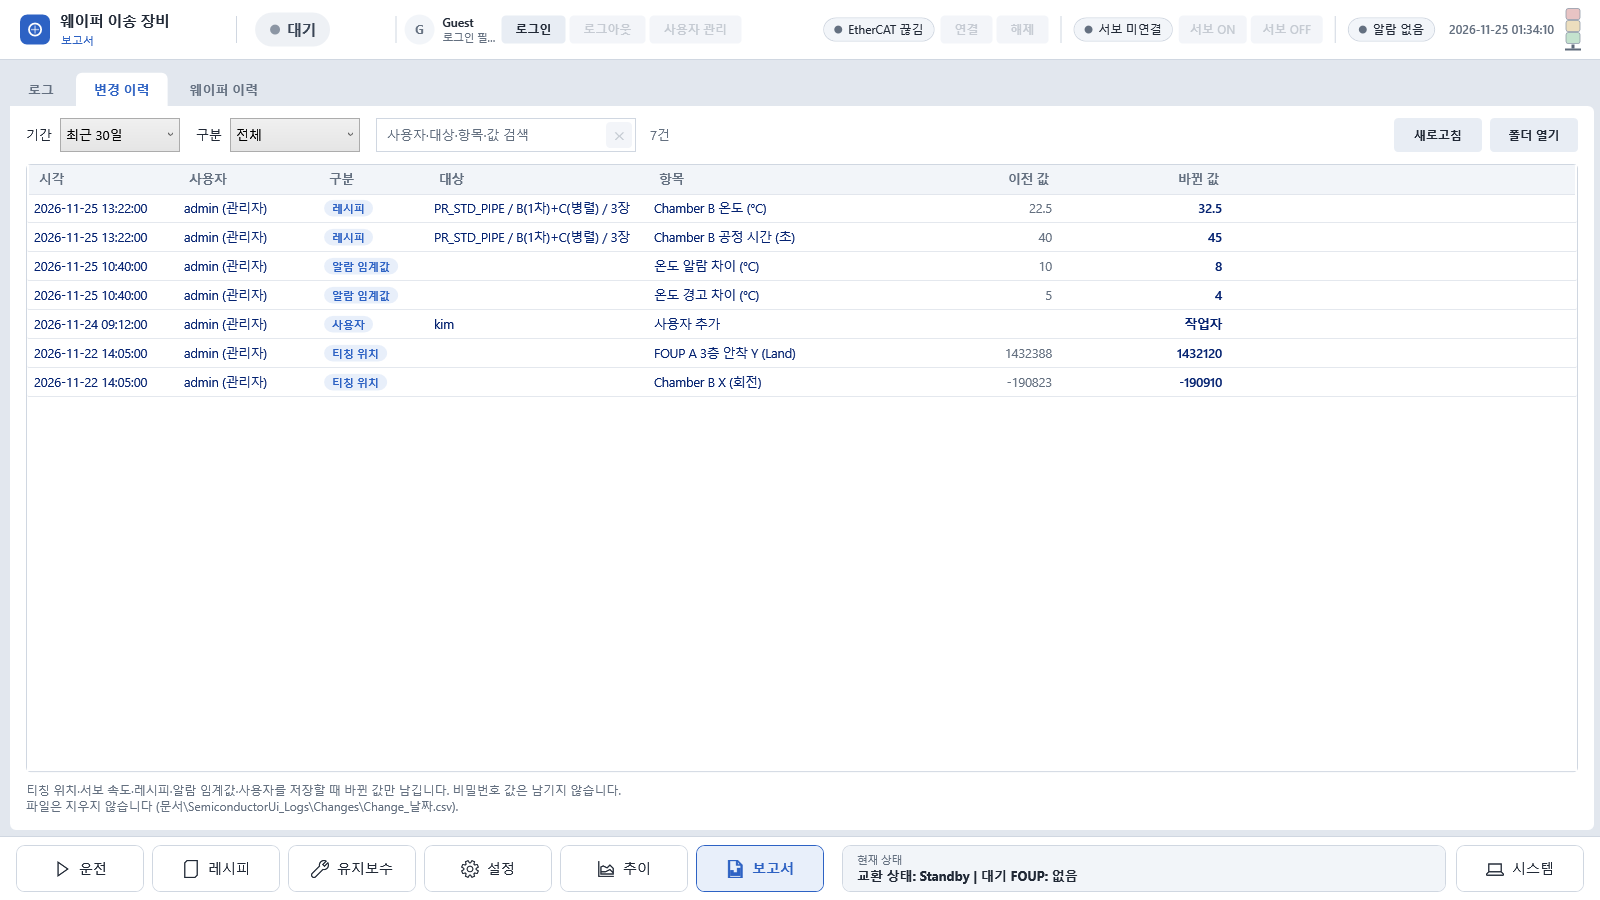 웨이퍼 이송 장비
보고서
대기
G
Guest
로그인 필...
로그인
로그아웃
사용자 관리
EtherCAT 끊김
연결
해제
서보 미연결
서보 ON
서보 OFF
알람 없음
2026-11-25 01:34:10
로그
변경 이력
웨이퍼 이력
기간
최근 30일
구분
전체
사용자·대상·항목·값 검색
7건
새로고침
폴더 열기
시각 사용자 구분 대상 항목 이전 값 바뀐 값
2026-11-25 13:22:00 admin (관리자) 레시피 PR_STD_PIPE / B(1차)+C(병렬) / 3장 Chamber B 온도 (℃) 22.5 32.5
2026-11-25 13:22:00 admin (관리자) 레시피 PR_STD_PIPE / B(1차)+C(병렬) / 3장 Chamber B 공정 시간 (초) 40 45
2026-11-25 10:40:00 admin (관리자) 알람 임계값 온도 알람 차이 (℃) 10 8
2026-11-25 10:40:00 admin (관리자) 알람 임계값 온도 경고 차이 (℃) 5 4
2026-11-24 09:12:00 admin (관리자) 사용자 kim 사용자 추가 작업자
2026-11-22 14:05:00 admin (관리자) 티칭 위치 FOUP A 3층 안착 Y (Land) 1432388 1432120
2026-11-22 14:05:00 admin (관리자) 티칭 위치 Chamber B X (회전) -190823 -190910
티칭 위치·서보 속도·레시피·알람 임계값·사용자를 저장할 때 바뀐 값만 남깁니다. 비밀번호 값은 남기지 않습니다.
파일은 지우지 않습니다 (문서\SemiconductorUi_Logs\Changes\Change_날짜.csv).
운전
레시피
유지보수
설정
추이
보고서
현재 상태
교환 상태: Standby | 대기 FOUP: 없음
시스템